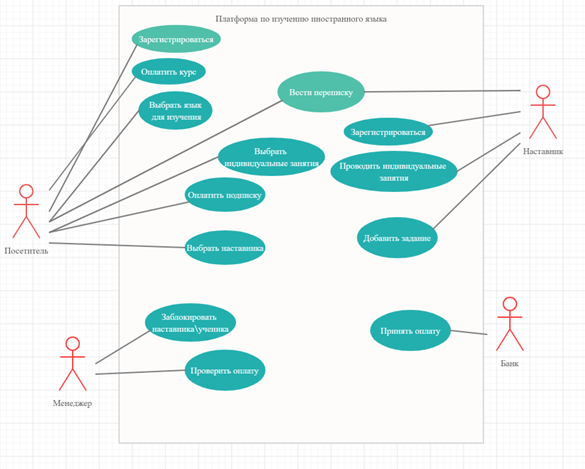 Платформа по изучению иностранного языка
Зарегистрироваться
Оплатить курс
Выбрать язык
для изучения
Вести переписку
Зарегистрироваться
Наставник
Выбрать
индивидуальные занятия
Проводить индивидуальные
занятия
Оплатить подписку
Посетитель
Выбрать наставника
Добавить задание
Заблокировать
наставника\ученика
Принять оплату
Банк
Проверить оплату
Менеджер